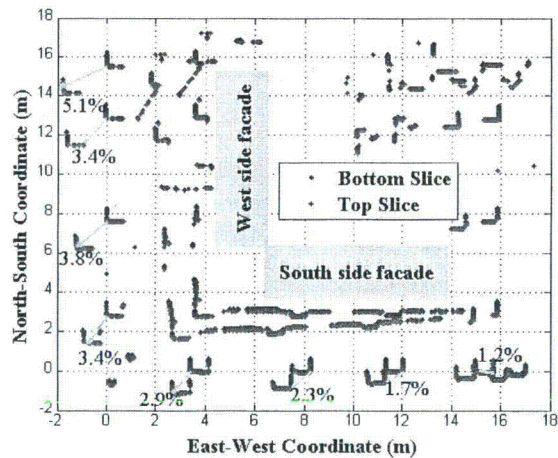 18
16
14
12
10
8
6
4
2
0
-2
-2 0 2 4 6 8 10 12 14 16 18
North-South Coordinate (m)
East-West Coordinate (m)
West side facade
South side facade
Bottom Slice
Top Slice
5.1%
3.4%
3.8%
3.4%
2.9%
2.3%
1.7%
1.2%